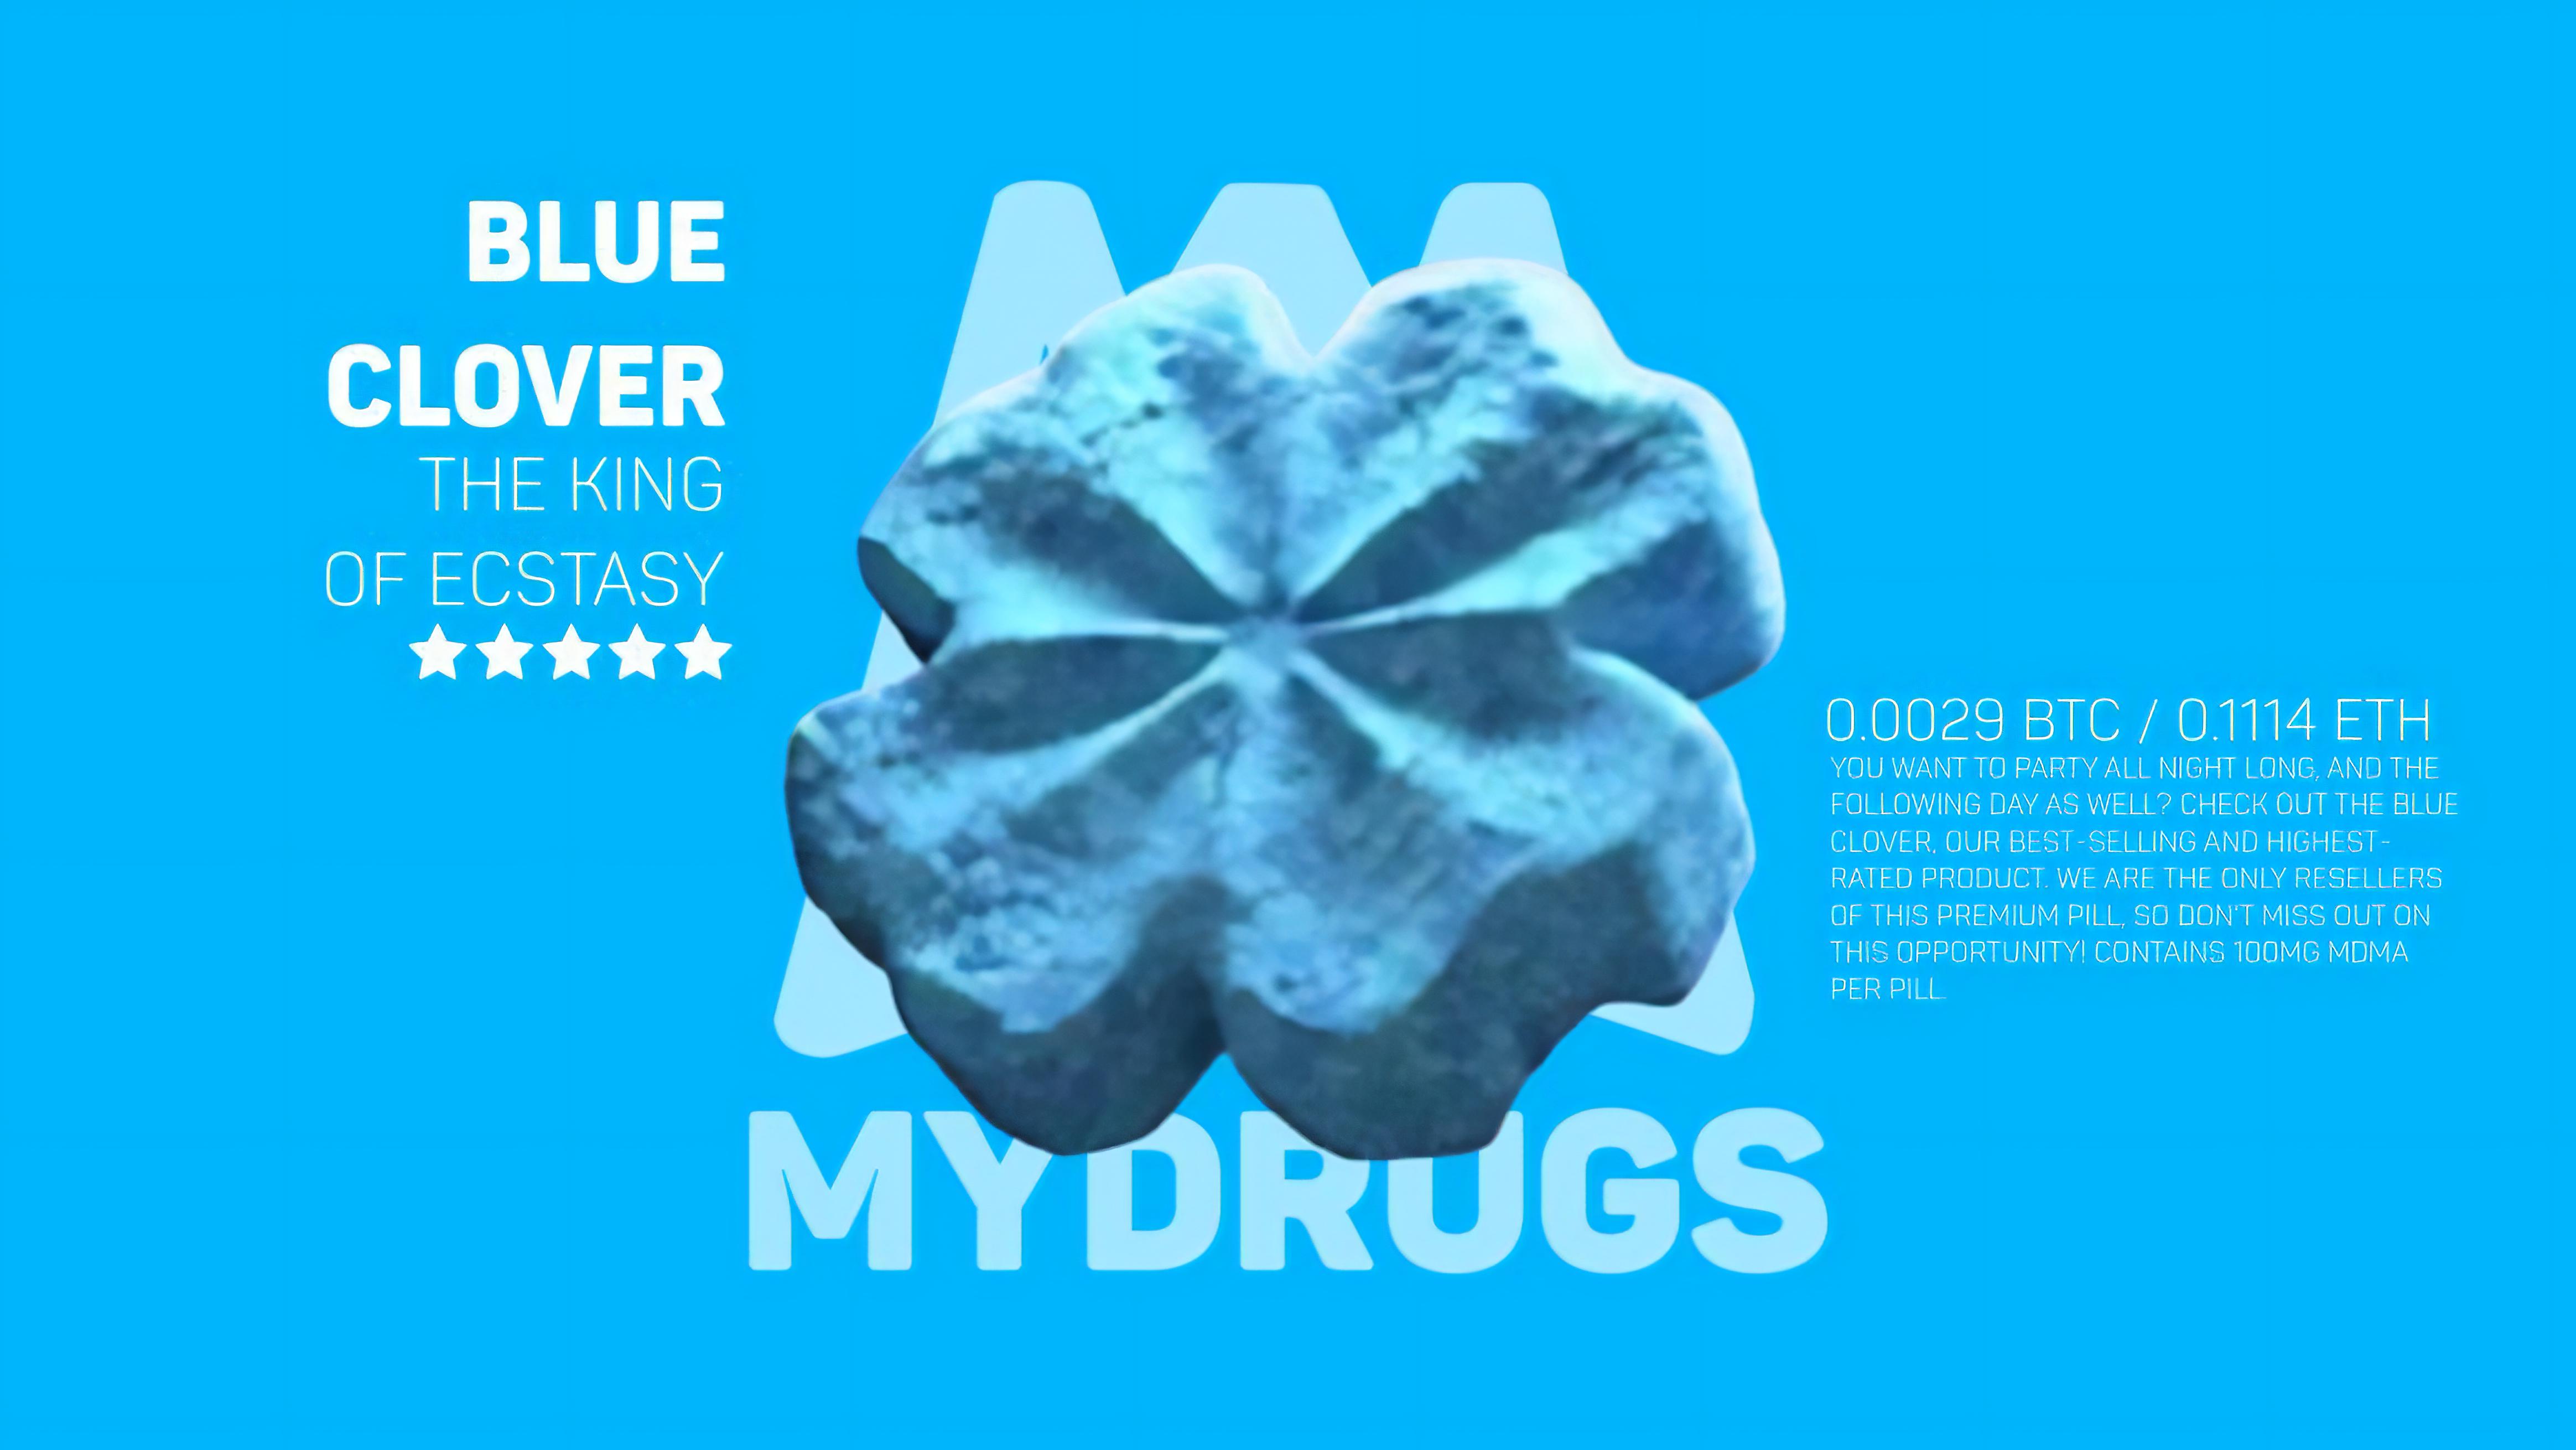 BLUE
CLOVER
THE KING
OF ECSTASY
0.0029 BTC / 0.1114 ETH
YOU WANT TO PARTY ALL NIGHT LONG, AND THE
FOLLOWING DAY AS WELL? CHECK OUT THE BLUE
CLOVER, OUR BEST-SELLING AND HIGHEST-
RATED PRODUCT. WE ARE THE ONLY RESELLERS
OF THIS PREMIUM PILL, SO DON'T MISS OUT ON
THIS OPPORTUNITY! CONTAINS 100MG MDMA
PER PILL.
MYDRUGS